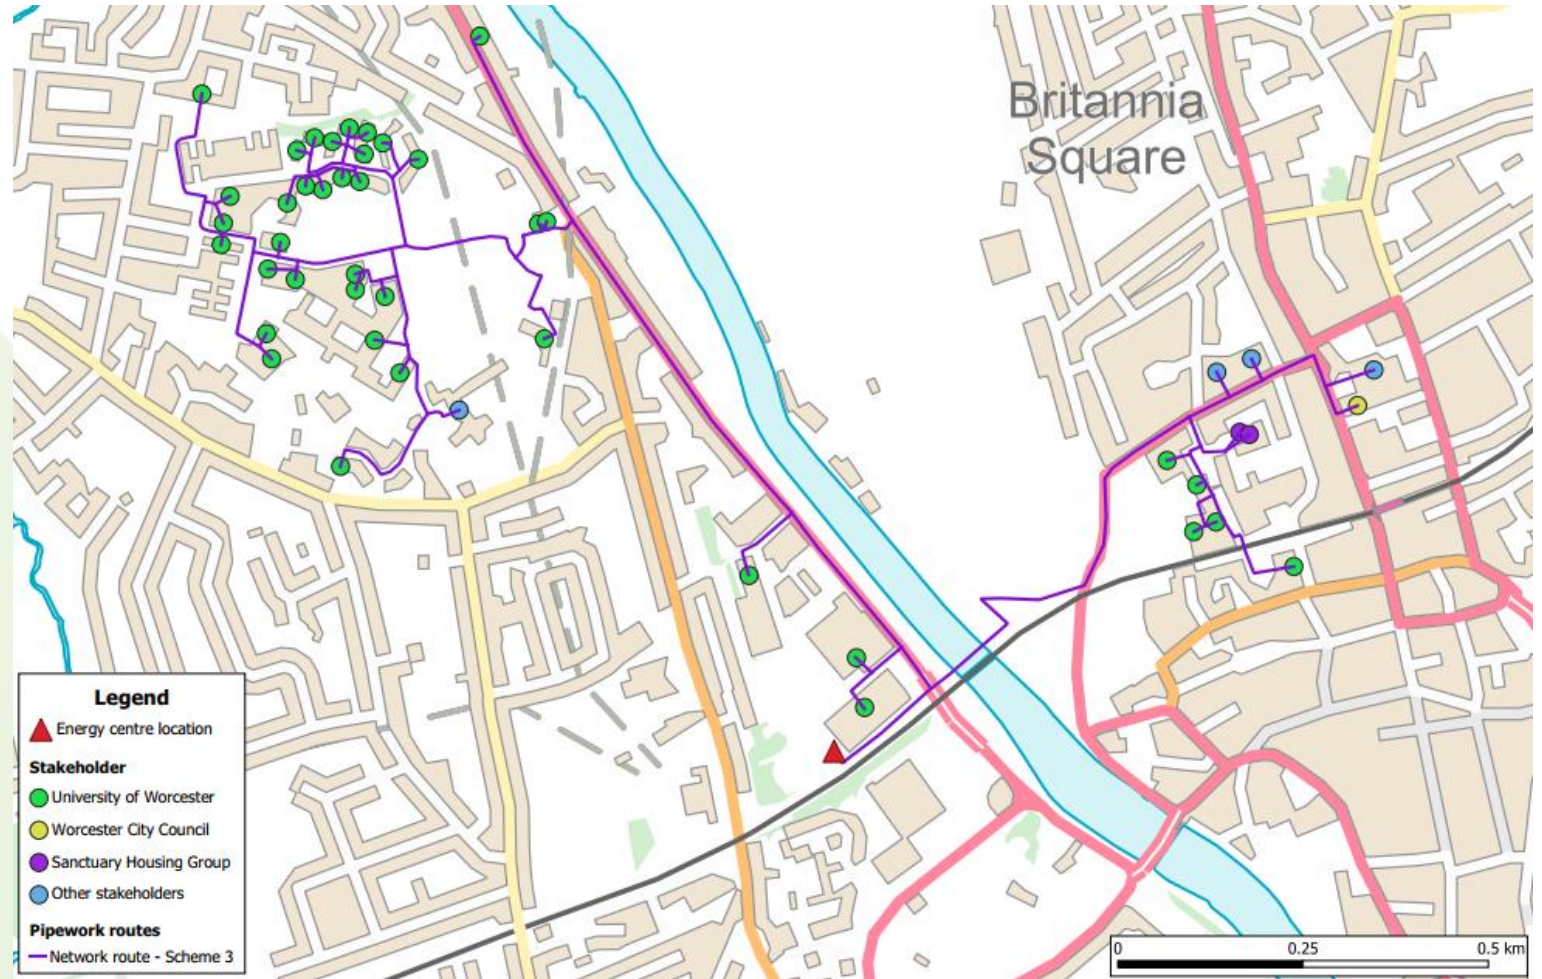 Britannia
Square
Legend
Energy centre location
Stakeholder
University of Worcester
Worcester City Council
Sanctuary Housing Group
Other stakeholders
Pipework routes
Network route - Scheme 3
0 0.25 0.5 km